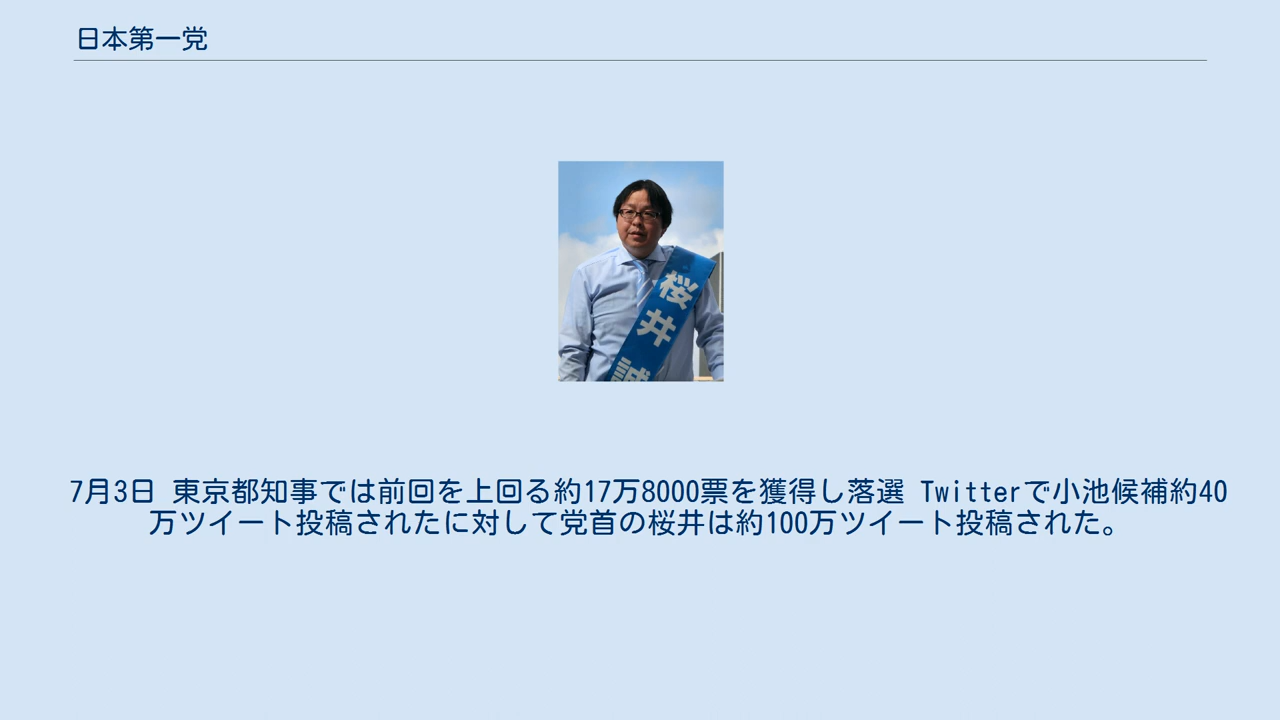 日本第一党
桜井誠
7月3日 東京都知事では前回を上回る約17万8000票を獲得し落選 Twitterで小池候補約40
万ツイート投稿されたに対して党首の桜井は約100万ツイート投稿された。